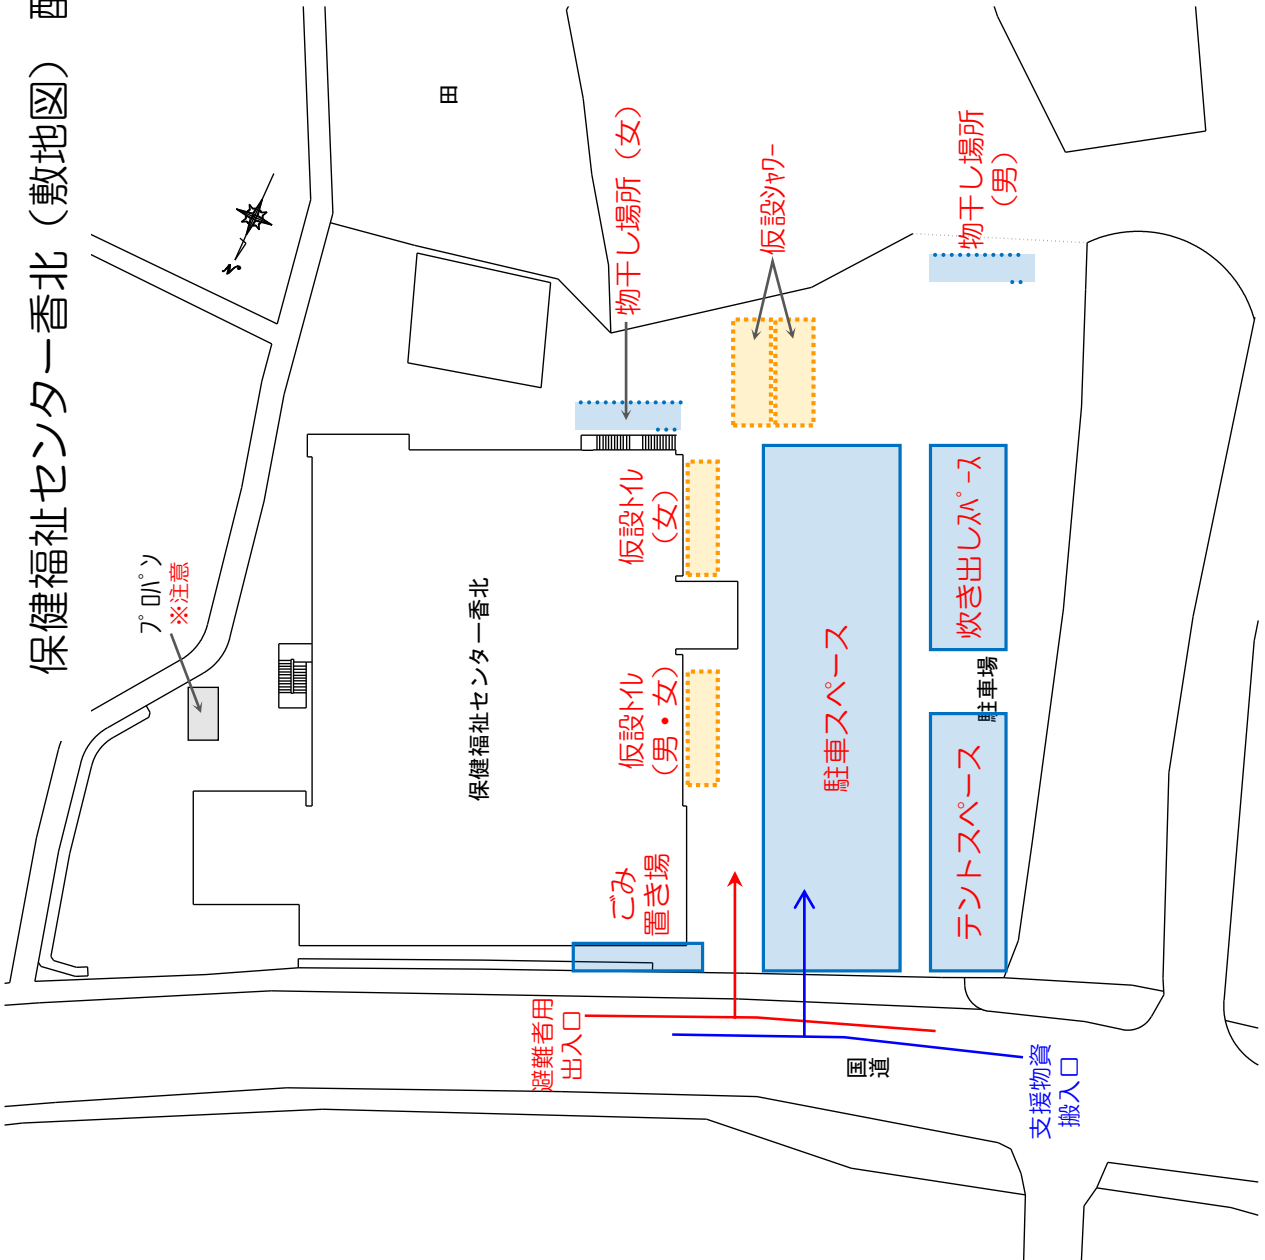 保健福祉センター香北（敷地図）　配
田
物干し場所（女）
仮設ｼｬﾜｰ
物干し場所
（男）
N
ﾌﾟﾛﾊﾟﾝ
※注意
仮設ﾄｲﾚ
（女）
炊き出しｽﾍﾟｰｽ
保健福祉センター香北
仮設ﾄｲﾚ
（男・女）
駐車スペース
駐車場
テントスペース
ごみ
置き場
避難者用
出入口
国道
支援物資
搬入口